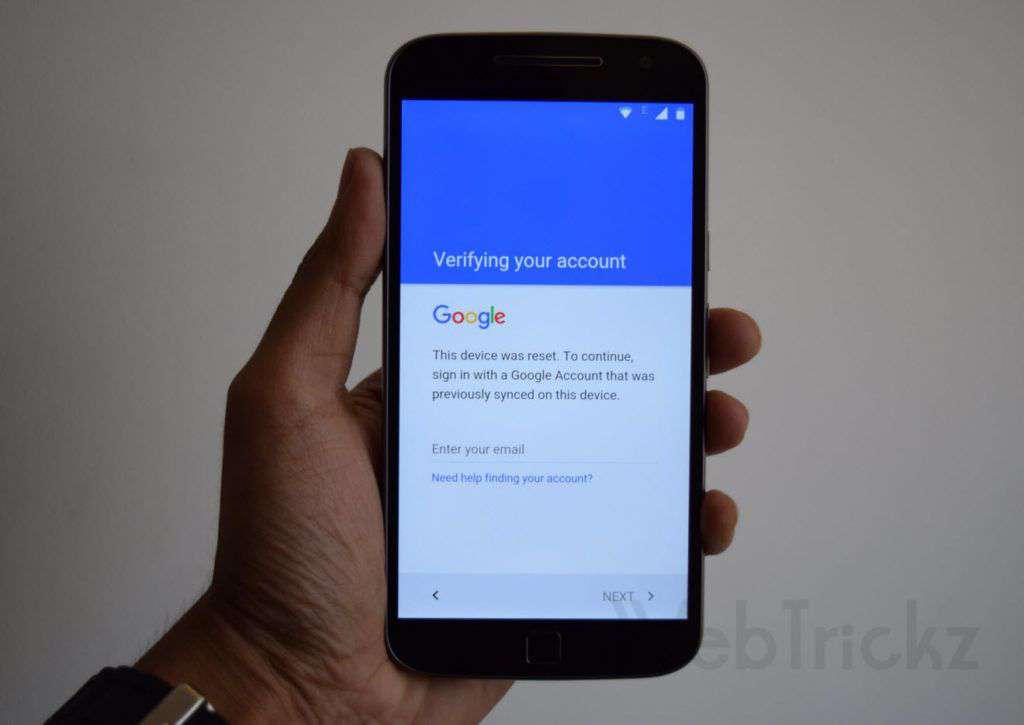 E
Verifying your account
Google
This device was reset. To continue,
sign in with a Google Account that was
previously synced on this device.
Enter your email
Need help finding your account?
NEXT
WebTrickz